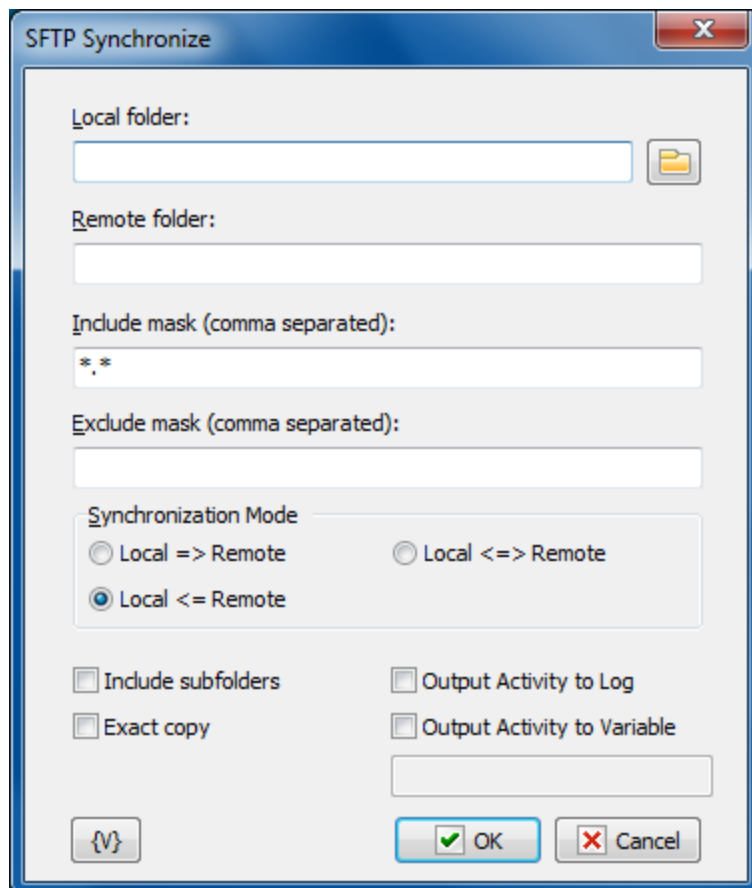 SFTP Synchronize
Local folder:
Remote folder:
Include mask (comma separated):
*.*
Exclude mask (comma separated):
Synchronization Mode
Local => Remote
Local <=> Remote
Local <= Remote
Include subfolders
Output Activity to Log
Exact copy
Output Activity to Variable
{V}
OK
Cancel